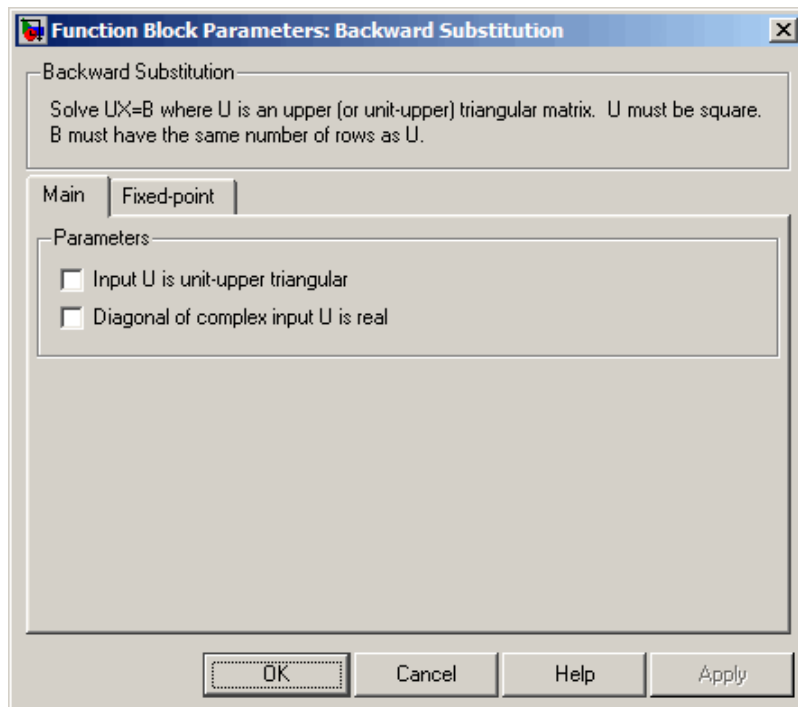 Function Block Parameters: Backward Substitution
Backward Substitution
Solve UX=B where U is an upper (or unit-upper) triangular matrix.  U must be square.
B must have the same number of rows as U.
Main
Fixed-point
Parameters
Input U is unit-upper triangular
Diagonal of complex input U is real
OK
Cancel
Help
Apply